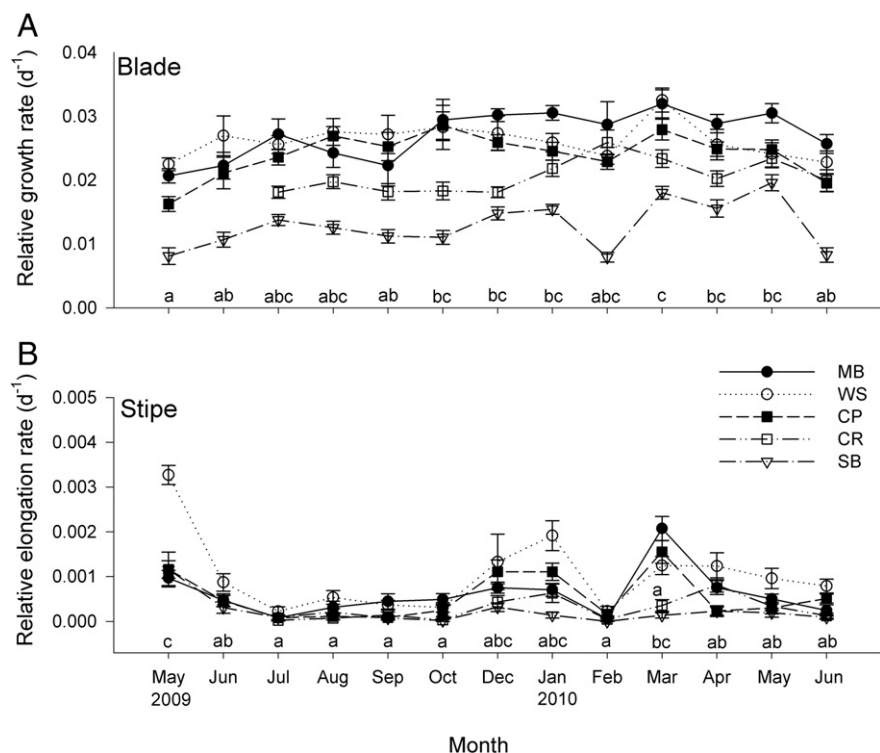 A
Blade
Relative growth rate (d⁻¹)
0.04
0.03
0.02
0.01
0.00
a ab abc abc ab bc bc bc abc c bc bc ab
B
Stipe
Relative elongation rate (d⁻¹)
0.005
0.004
0.003
0.002
0.001
0.000
MB
WS
CP
CR
SB
a
c ab a a a a abc abc a bc ab ab ab
May Jun Jul Aug Sep Oct Dec Jan Feb Mar Apr May Jun
2009 2010
Month